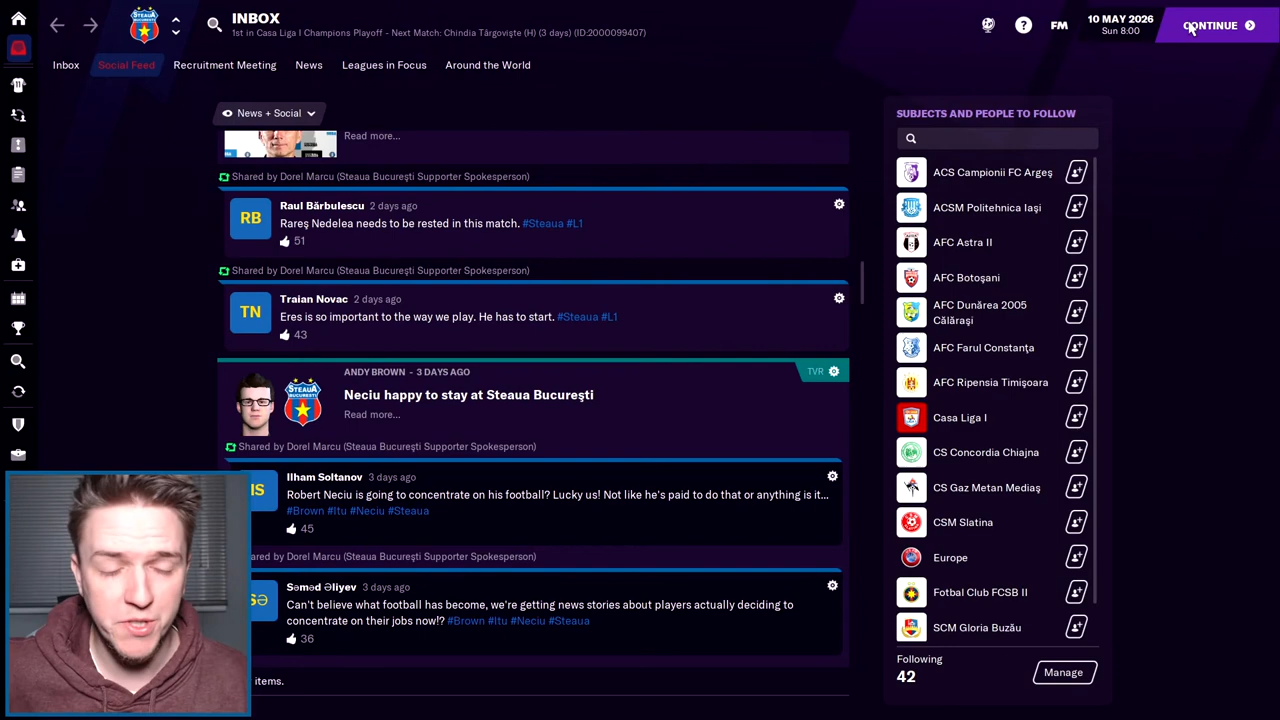 INBOX
1st in Casa Liga I Champions Playoff - Next Match: Chindia Târgoviște (H) (3 days) (ID:2000099407)
FM
10 MAY 2026
Sun 8:00
CONTINUE
Inbox
Social Feed
Recruitment Meeting
News
Leagues in Focus
Around the World
News + Social
Read more...
Shared by Dorel Marcu (Steaua București Supporter Spokesperson)
RB
Raul Bărbulescu 2 days ago
Rareş Nedelea needs to be rested in this match. #Steaua #L1
51
Shared by Dorel Marcu (Steaua București Supporter Spokesperson)
TN
Traian Novac 2 days ago
Eres is so important to the way we play. He has to start. #Steaua #L1
43
ANDY BROWN - 3 DAYS AGO
TVR
Neciu happy to stay at Steaua București
Read more...
Shared by Dorel Marcu (Steaua București Supporter Spokesperson)
IS
Ilham Soltanov 3 days ago
Robert Neciu is going to concentrate on his football? Lucky us! Not like he's paid to do that or anything is it...
#Brown #Itu #Neciu #Steaua
45
hared by Dorel Marcu (Steaua București Supporter Spokesperson)
SƏ
Səməd Əliyev 3 days ago
Can't believe what football has become, we're getting news stories about players actually deciding to
concentrate on their jobs now!? #Brown #Itu #Neciu #Steaua
36
items.
SUBJECTS AND PEOPLE TO FOLLOW
ACS Campionii FC Argeş
ACSM Politehnica Iaşi
AFC Astra II
AFC Botoşani
AFC Dunărea 2005
Călăraşi
AFC Farul Constanţa
AFC Ripensia Timişoara
Casa Liga I
CS Concordia Chiajna
CS Gaz Metan Mediaş
CSM Slatina
Europe
Fotbal Club FCSB II
SCM Gloria Buzău
Following
42
Manage